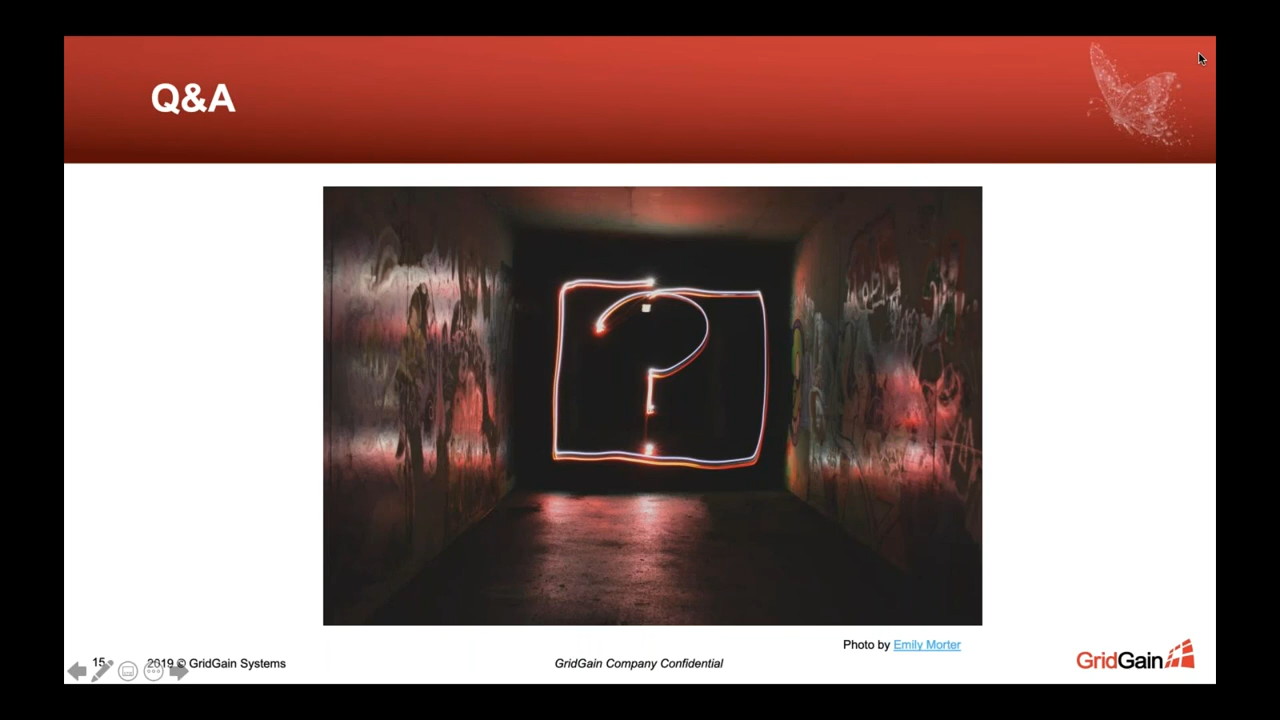 Q&A
?
Photo by Emily Morter
15 2019 © GridGain Systems
GridGain Company Confidential
GridGain